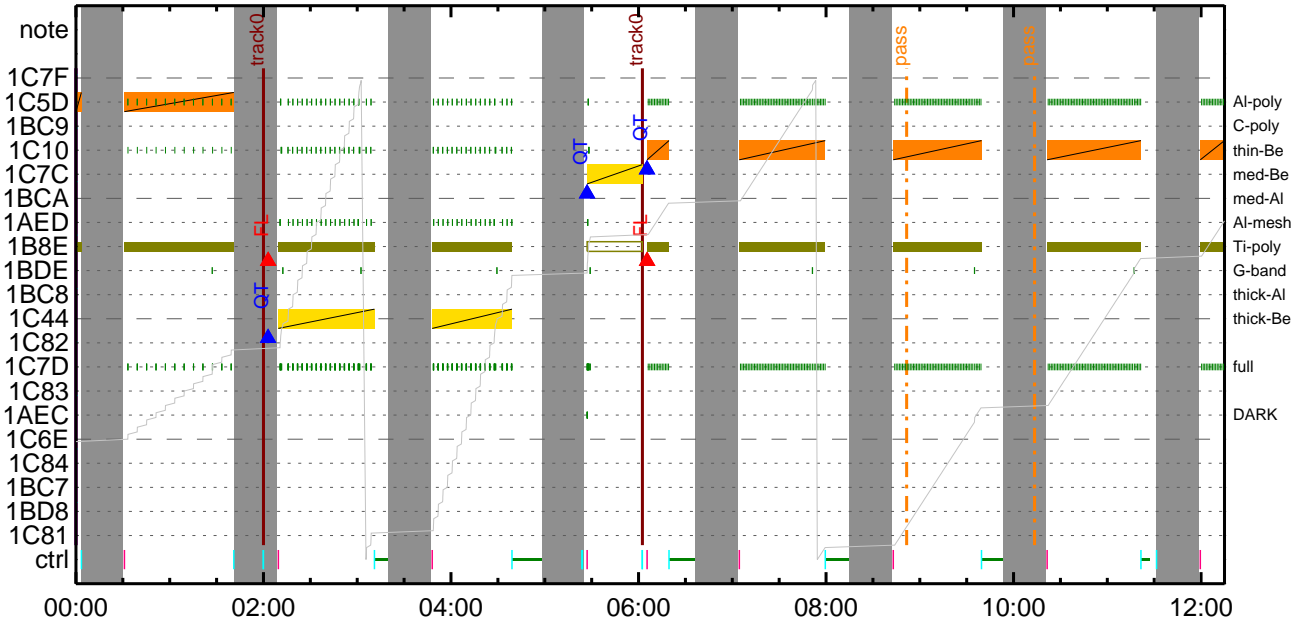 note
track0
track0
pass
pass
1C7F
1C5D Al-poly
1BC9 C-poly
1C10 thin-Be
QT
QT
1C7C med-Be
1BCA med-Al
1AED Al-mesh
FL
FL
1B8E Ti-poly
1BDE G-band
1BC8 thick-Al
QT
1C44 thick-Be
1C82
1C7D full
1C83
1AEC DARK
1C6E
1C84
1BC7
1BD8
1C81
ctrl
00:00 02:00 04:00 06:00 08:00 10:00 12:00